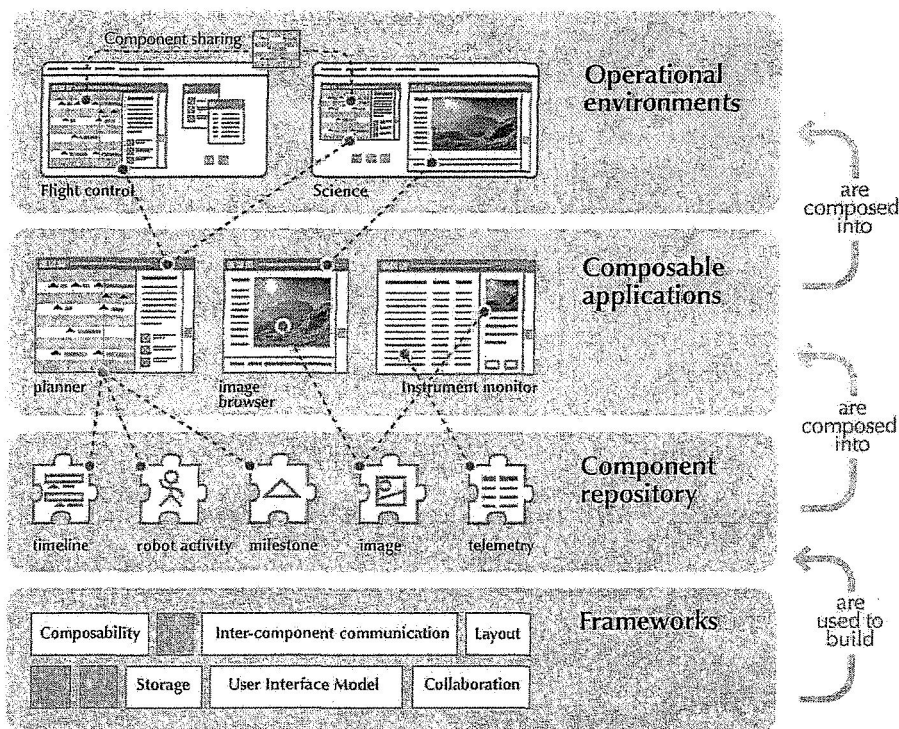 Component sharing
Operational
environments
Flight control
Science
are
composed
into
Composable
applications
planner
image
browser
Instrument monitor
are
composed
into
Component
repository
timeline
robot activity
milestone
image
telemetry
are
used to
build
Frameworks
Composability
Inter-component communication
Layout
Storage
User Interface Model
Collaboration